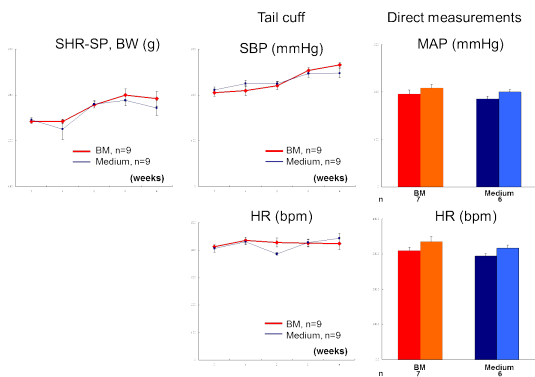 Tail cuff
Direct measurements
SHR-SP, BW (g)
SBP (mmHg)
MAP (mmHg)
BM, n=9
Medium, n=9
(weeks)
BM, n=9
Medium, n=9
(weeks)
BM
Medium
n
7
6
HR (bpm)
HR (bpm)
BM, n=9
Medium, n=9
(weeks)
BM
Medium
n
7
6